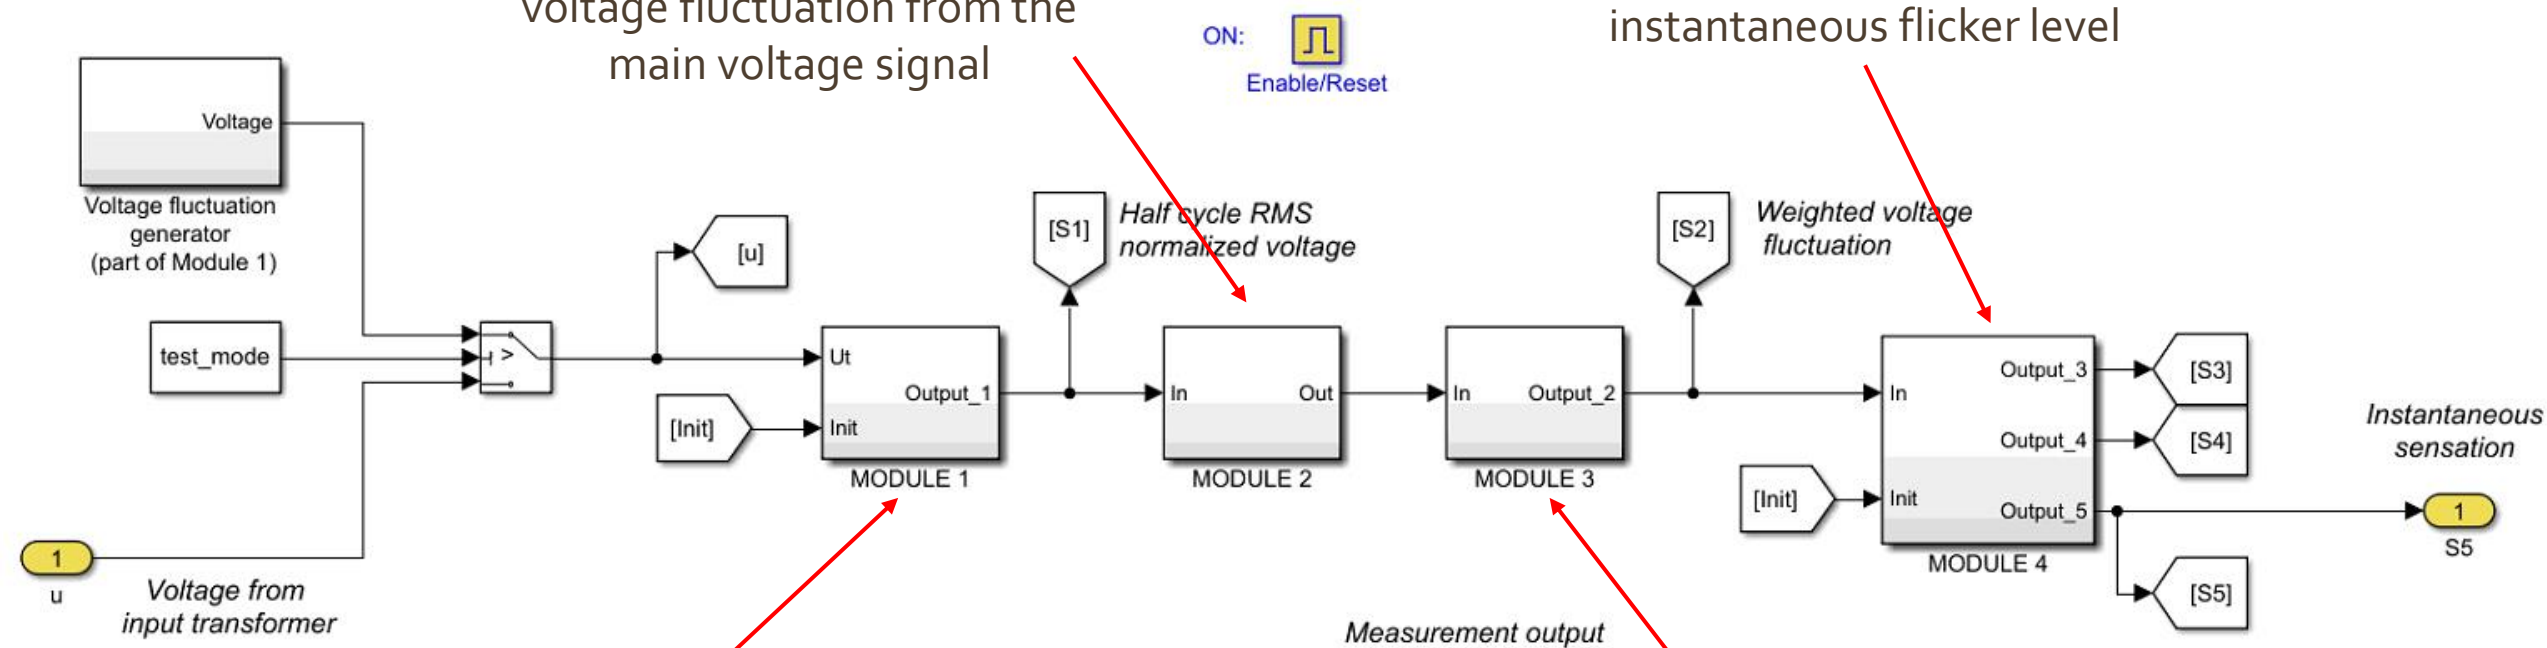 voltage fluctuation from the
main voltage signal
ON:
Enable/Reset
instantaneous flicker level
Voltage
Voltage fluctuation
generator
(part of Module 1)
test_mode
>
[u]
[Init]
Ut
Init
Output_1
MODULE 1
[S1]
Half cycle RMS
normalized voltage
In
Out
MODULE 2
In
Output_2
MODULE 3
[S2]
Weighted voltage
fluctuation
[Init]
In
Init
Output_3
Output_4
Output_5
MODULE 4
[S3]
[S4]
[S5]
Instantaneous
sensation
1
S5
1
u
Voltage from
input transformer
Measurement output